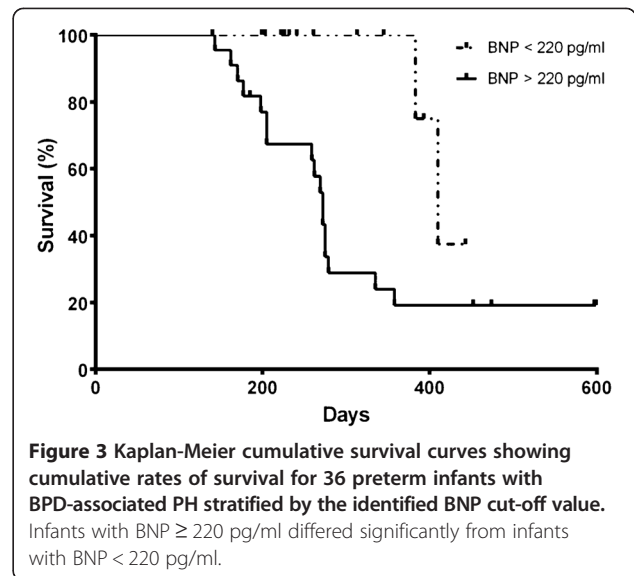 100
80
60
40
20
0
Survival (%)
BNP < 220 pg/ml
BNP > 220 pg/ml
0 200 400 600
Days
Figure 3 Kaplan-Meier cumulative survival curves showing
cumulative rates of survival for 36 preterm infants with
BPD-associated PH stratified by the identified BNP cut-off value.
Infants with BNP ≥ 220 pg/ml differed significantly from infants
with BNP < 220 pg/ml.